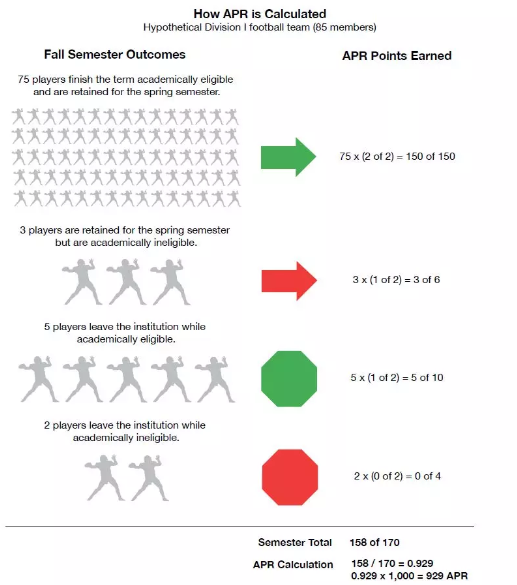 How APR is Calculated
Hypothetical Division I football team (85 members)
Fall Semester Outcomes
APR Points Earned
75 players finish the term academically eligible
and are retained for the spring semester.
75 x (2 of 2) = 150 of 150
3 players are retained for the spring semester
but are academically ineligible.
3 x (1 of 2) = 3 of 6
5 players leave the institution while
academically eligible.
5 x (1 of 2) = 5 of 10
2 players leave the institution while
academically ineligible.
2 x (0 of 2) = 0 of 4
Semester Total 158 of 170
APR Calculation 158 / 170 = 0.929
0.929 x 1,000 = 929 APR